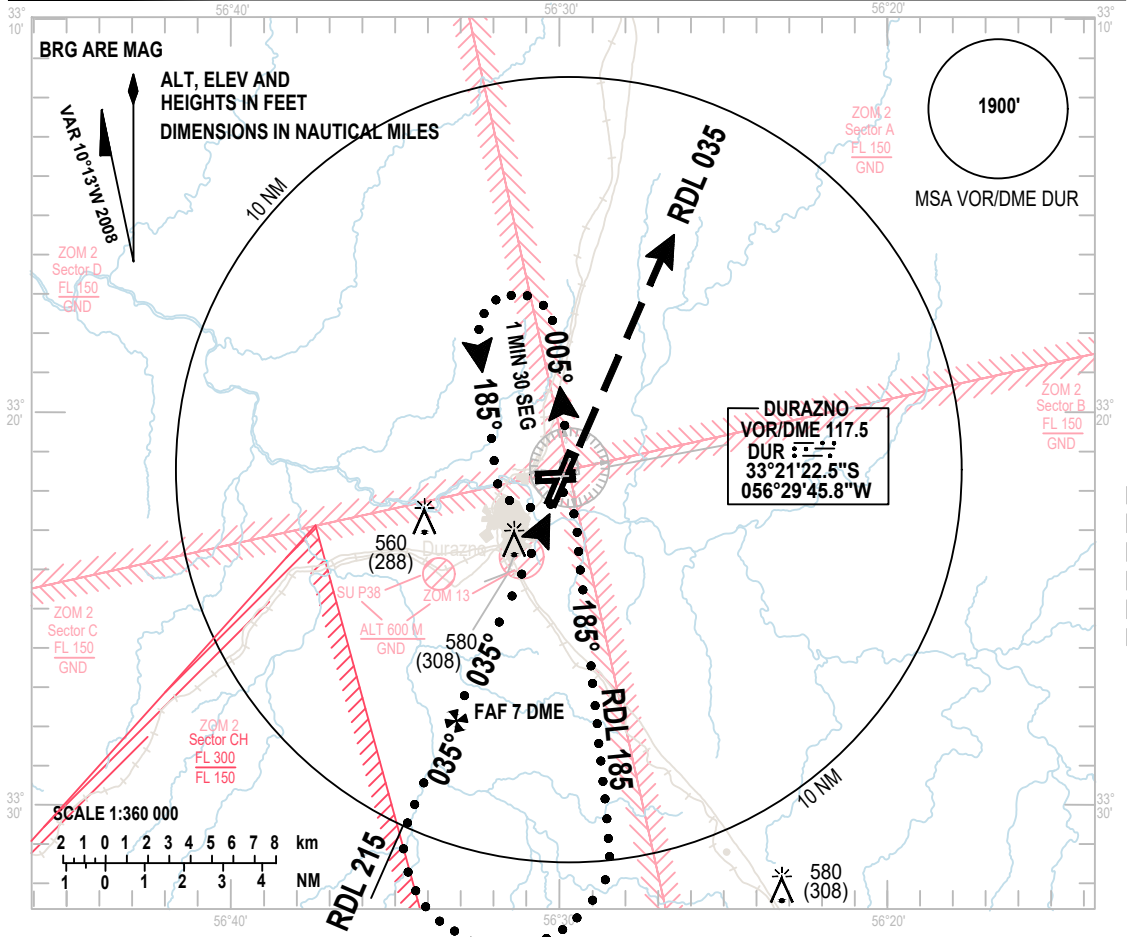 33°
10'
56°40'
56°30'
56°20'
33°
10'
BRG ARE MAG
ALT, ELEV AND
HEIGHTS IN FEET
DIMENSIONS IN NAUTICAL MILES
VAR 10°13'W 2008
1900'
MSA VOR/DME DUR
ZOM 2
Sector A
FL 150
GND
RDL 035
10 NM
ZOM 2
Sector D
FL 150
GND
1 MIN 30 SEG
005°
185°
33°
20'
33°
20'
ZOM 2
Sector B
FL 150
GND
DURAZNO
VOR/DME 117.5
DUR
33°21'22.5"S
056°29'45.8"W
560
(288)
Durazno
SU P38
ZOM 13
ALT 600 M
GND
580
(308)
185°
035°
ZOM 2
Sector C
FL 150
GND
FAF 7 DME
RDL 185
035°
ZOM 2
Sector CH
FL 300
FL 150
10 NM
33°
30'
33°
30'
SCALE 1:360 000
2 1 0 1 2 3 4 5 6 7 8 km
1 0 1 2 3 4 NM
RDL 215
580
(308)
56°40'
56°30'
56°20'